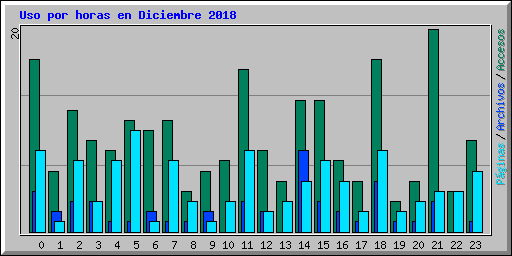 Uso por horas en Diciembre 2018
20
Páginas / Archivos / Accesos
0 1 2 3 4 5 6 7 8 9 10 11 12 13 14 15 16 17 18 19 20 21 22 23